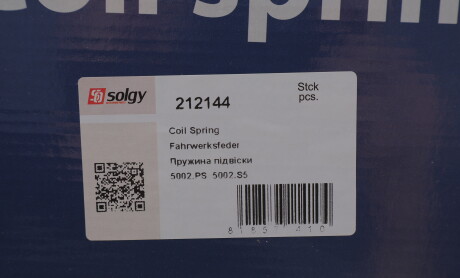 coil spring
solgy
212144
Stck
pcs.
Coil Spring
Fahrwerksfeder
Пружина підвіски
5002.PS 5002.S5